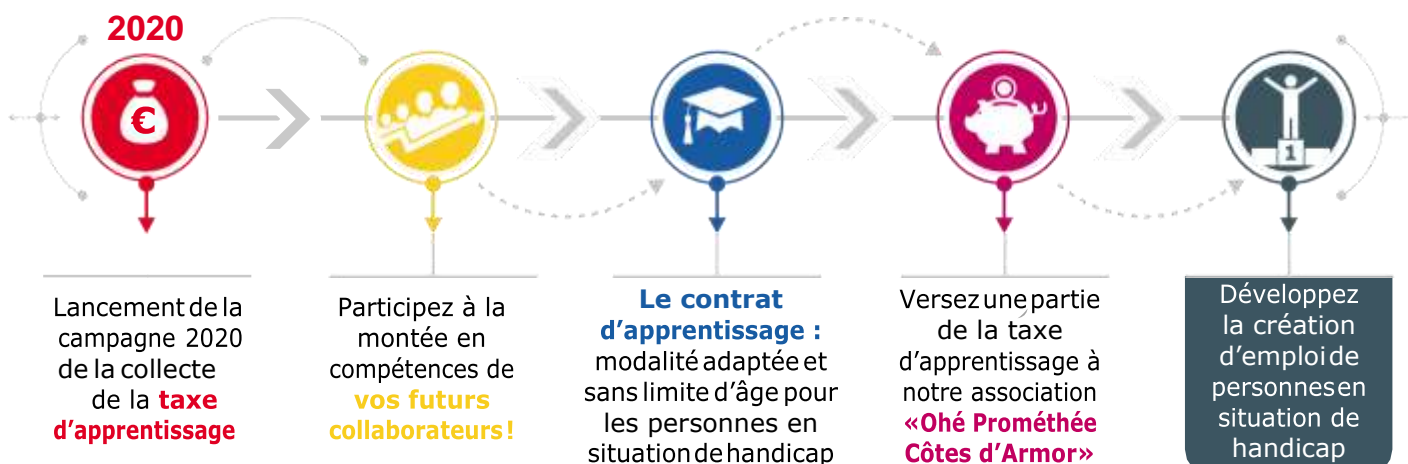 2020
€
1
Lancement de la
campagne 2020
de la collecte
de la taxe
d'apprentissage
Participez à la
montée en
compétences de
vos futurs
collaborateurs !
Le contrat
d'apprentissage :
modalité adaptée et
sans limite d'âge pour
les personnes en
situation de handicap
Versez une partie
de la taxe
d'apprentissage à
notre association
«Ohé Prométhée
Côtes d'Armor»
Développez
la création
d'emploi de
personnes en
situation de
handicap